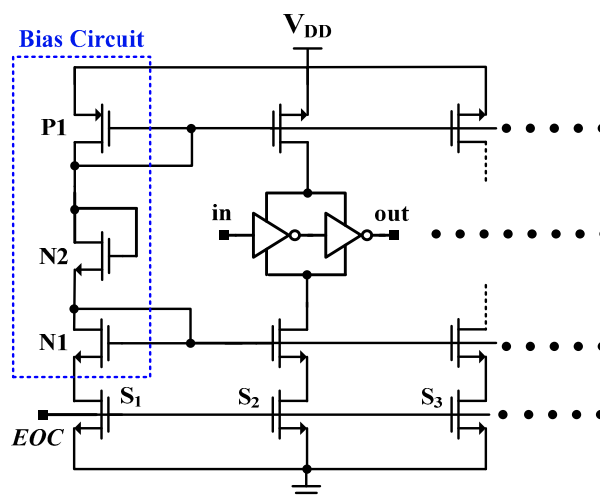 Bias Circuit
VDD
P1
in
out
N2
N1
S1
S2
S3
EOC